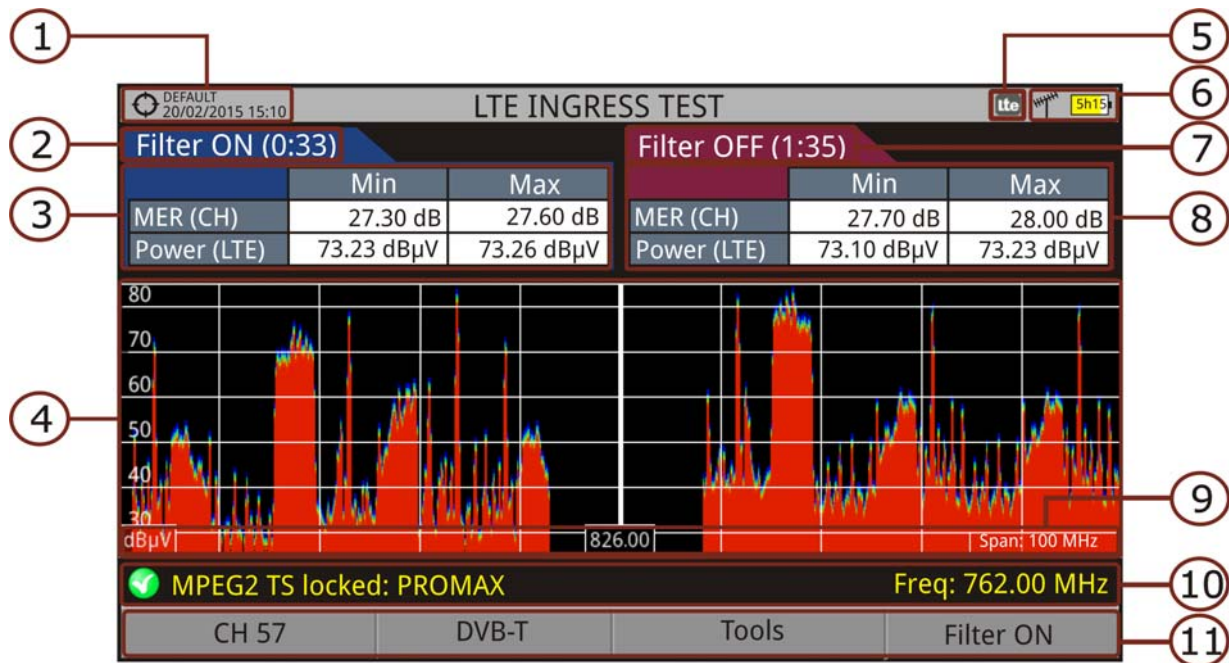 1
5
DEFAULT
20/02/2015 15:10
LTE INGRESS TEST
lte
5h15
6
2
Filter ON (0:33)
Filter OFF (1:35)
7
3
Min Max
MER (CH) 27.30 dB 27.60 dB
Power (LTE) 73.23 dBµV 73.26 dBµV
Min Max
MER (CH) 27.70 dB 28.00 dB
Power (LTE) 73.10 dBµV 73.23 dBµV
8
80
70
60
4
50
40
30
9
dBµV
826.00
Span: 100 MHz
MPEG2 TS locked: PROMAX
Freq: 762.00 MHz
10
CH 57
DVB-T
Tools
Filter ON
11